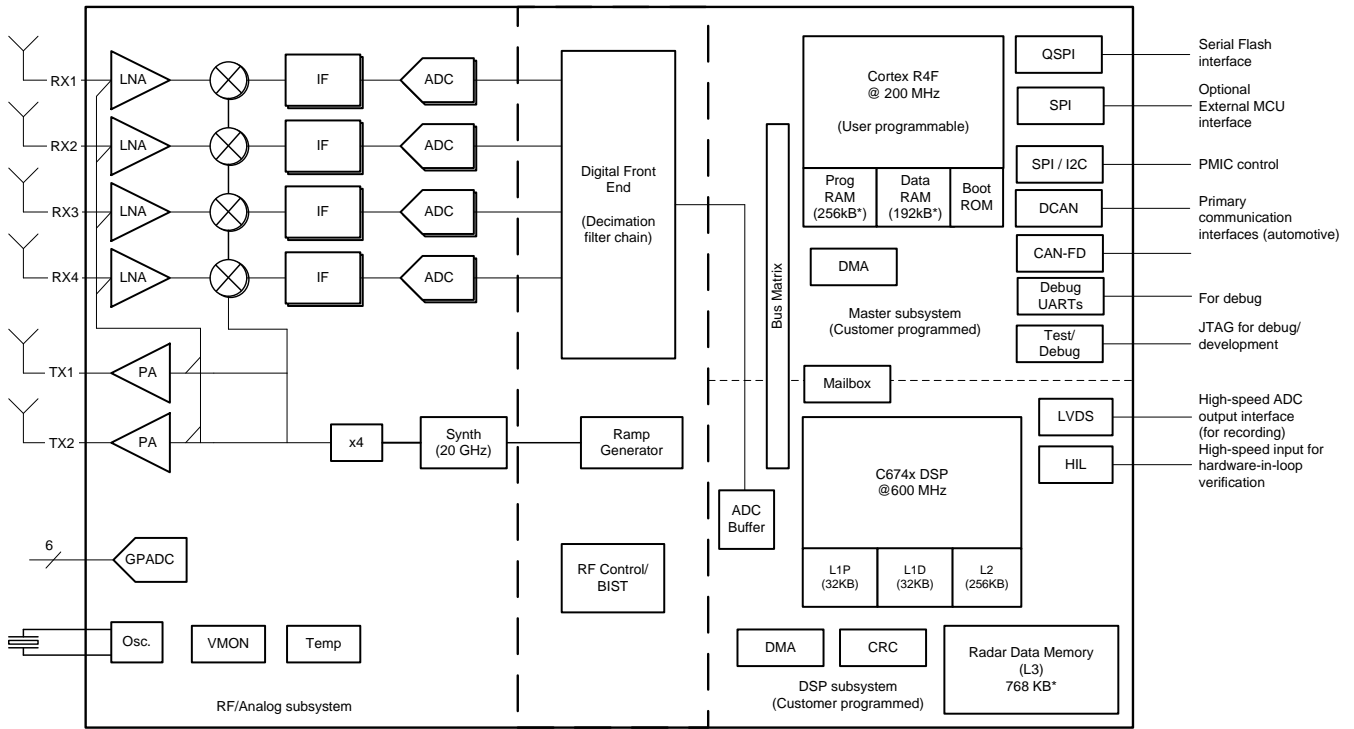 RX1
LNA
IF
ADC
RX2
LNA
IF
ADC
RX3
LNA
IF
ADC
RX4
LNA
IF
ADC
TX1
PA
TX2
PA
x4
Synth
(20 GHz)
Ramp
Generator
Digital Front
End
(Decimation
filter chain)
6
GPADC
RF Control/
BIST
Osc.
VMON
Temp
RF/Analog subsystem
Bus Matrix
Cortex R4F
@ 200 MHz
(User programmable)
Prog
RAM
(256kB*)
Data
RAM
(192kB*)
Boot
ROM
DMA
Master subsystem
(Customer programmed)
Mailbox
QSPI
Serial Flash
interface
SPI
Optional
External MCU
interface
SPI / I2C
PMIC control
DCAN
Primary
communication
interfaces (automotive)
CAN-FD
Debug
UARTs
For debug
Test/
Debug
JTAG for debug/
development
LVDS
High-speed ADC
output interface
(for recording)
HIL
High-speed input for
hardware-in-loop
verification
ADC
Buffer
C674x DSP
@600 MHz
L1P
(32KB)
L1D
(32KB)
L2
(256KB)
DMA
CRC
DSP subsystem
(Customer programmed)
Radar Data Memory
(L3)
768 KB*